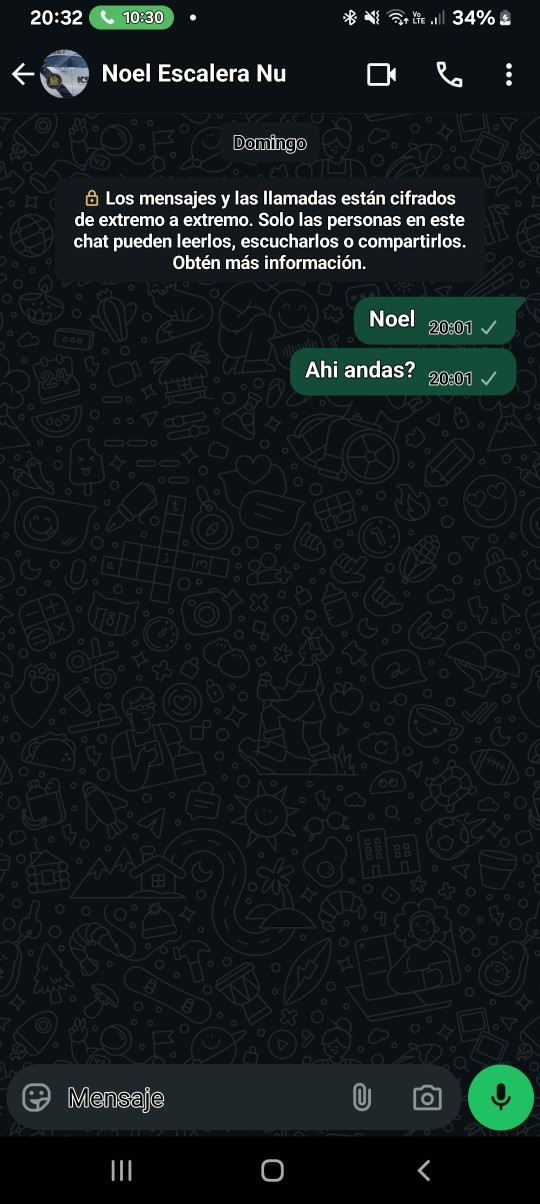 20:32 10:30 Vo LTE 34%
Noel Escalera Nu
Domingo
Los mensajes y las llamadas están cifrados
de extremo a extremo. Solo las personas en este
chat pueden leerlos, escucharlos o compartirlos.
Obtén más información.
Noel 20:01
Ahi andas? 20:01
Mensaje